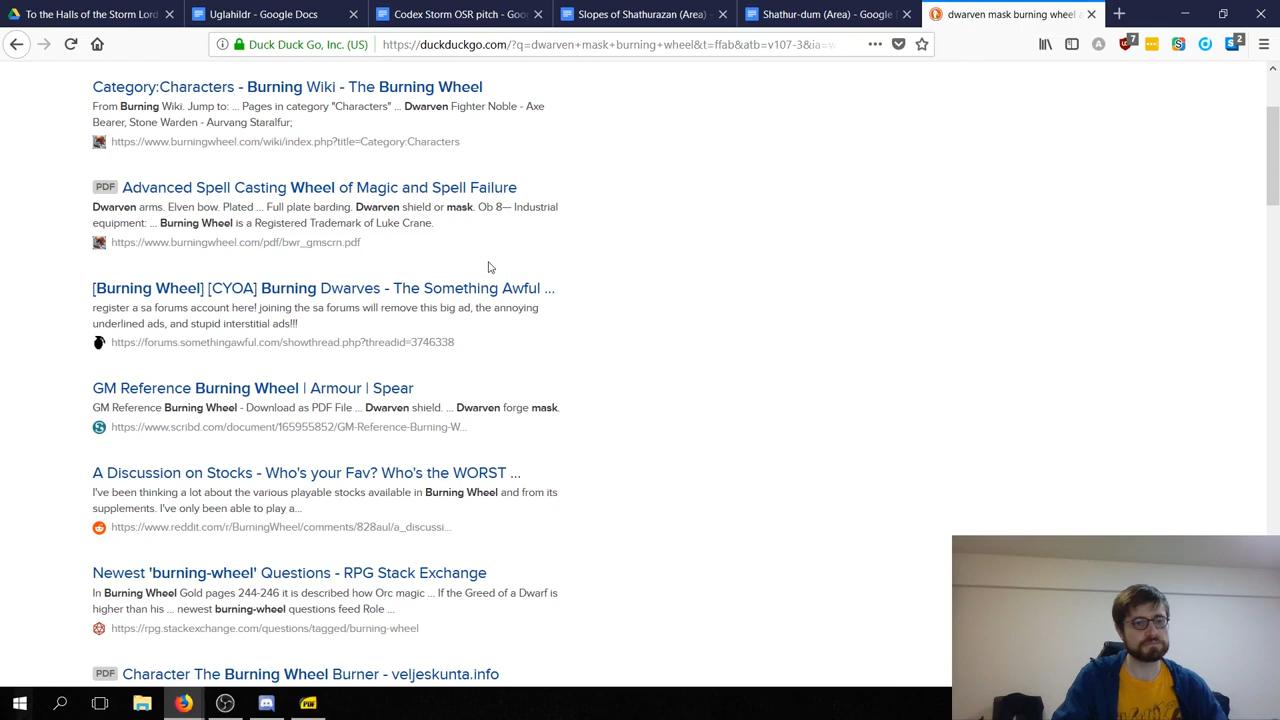 To the Halls of the Storm Lord
Uglahildr - Google Docs
Codex Storm OSR pitch - Goo
Slopes of Shathurazan (Area) -
Shathur-dum (Area) - Google
dwarven mask burning wheel a
Duck Duck Go, Inc. (US)
https://duckduckgo.com/?q=dwarven+mask+burning+wheel&t=ffab&atb=v107-3&ia=w
7
2
Category:Characters - Burning Wiki - The Burning Wheel
From Burning Wiki. Jump to: ... Pages in category "Characters" ... Dwarven Fighter Noble - Axe
Bearer, Stone Warden - Aurvang Staralfur;
https://www.burningwheel.com/wiki/index.php?title=Category:Characters
PDF Advanced Spell Casting Wheel of Magic and Spell Failure
Dwarven arms. Elven bow. Plated ... Full plate barding. Dwarven shield or mask. Ob 8— Industrial
equipment: ... Burning Wheel is a Registered Trademark of Luke Crane.
https://www.burningwheel.com/pdf/bwr_gmscrn.pdf
[Burning Wheel] [CYOA] Burning Dwarves - The Something Awful ...
register a sa forums account here! joining the sa forums will remove this big ad, the annoying
underlined ads, and stupid interstitial ads!!!
https://forums.somethingawful.com/showthread.php?threadid=3746338
GM Reference Burning Wheel | Armour | Spear
GM Reference Burning Wheel - Download as PDF File ... Dwarven shield. ... Dwarven forge mask.
https://www.scribd.com/document/165955852/GM-Reference-Burning-W...
A Discussion on Stocks - Who's your Fav? Who's the WORST ...
I've been thinking a lot about the various playable stocks available in Burning Wheel and from its
supplements. I've only been able to play a...
https://www.reddit.com/r/BurningWheel/comments/828aul/a_discussi...
Newest 'burning-wheel' Questions - RPG Stack Exchange
In Burning Wheel Gold pages 244-246 it is described how Orc magic ... If the Greed of a Dwarf is
higher than his ... newest burning-wheel questions feed Role ...
https://rpg.stackexchange.com/questions/tagged/burning-wheel
PDF Character The Burning Wheel Burner - veljeskunta.info
PDF